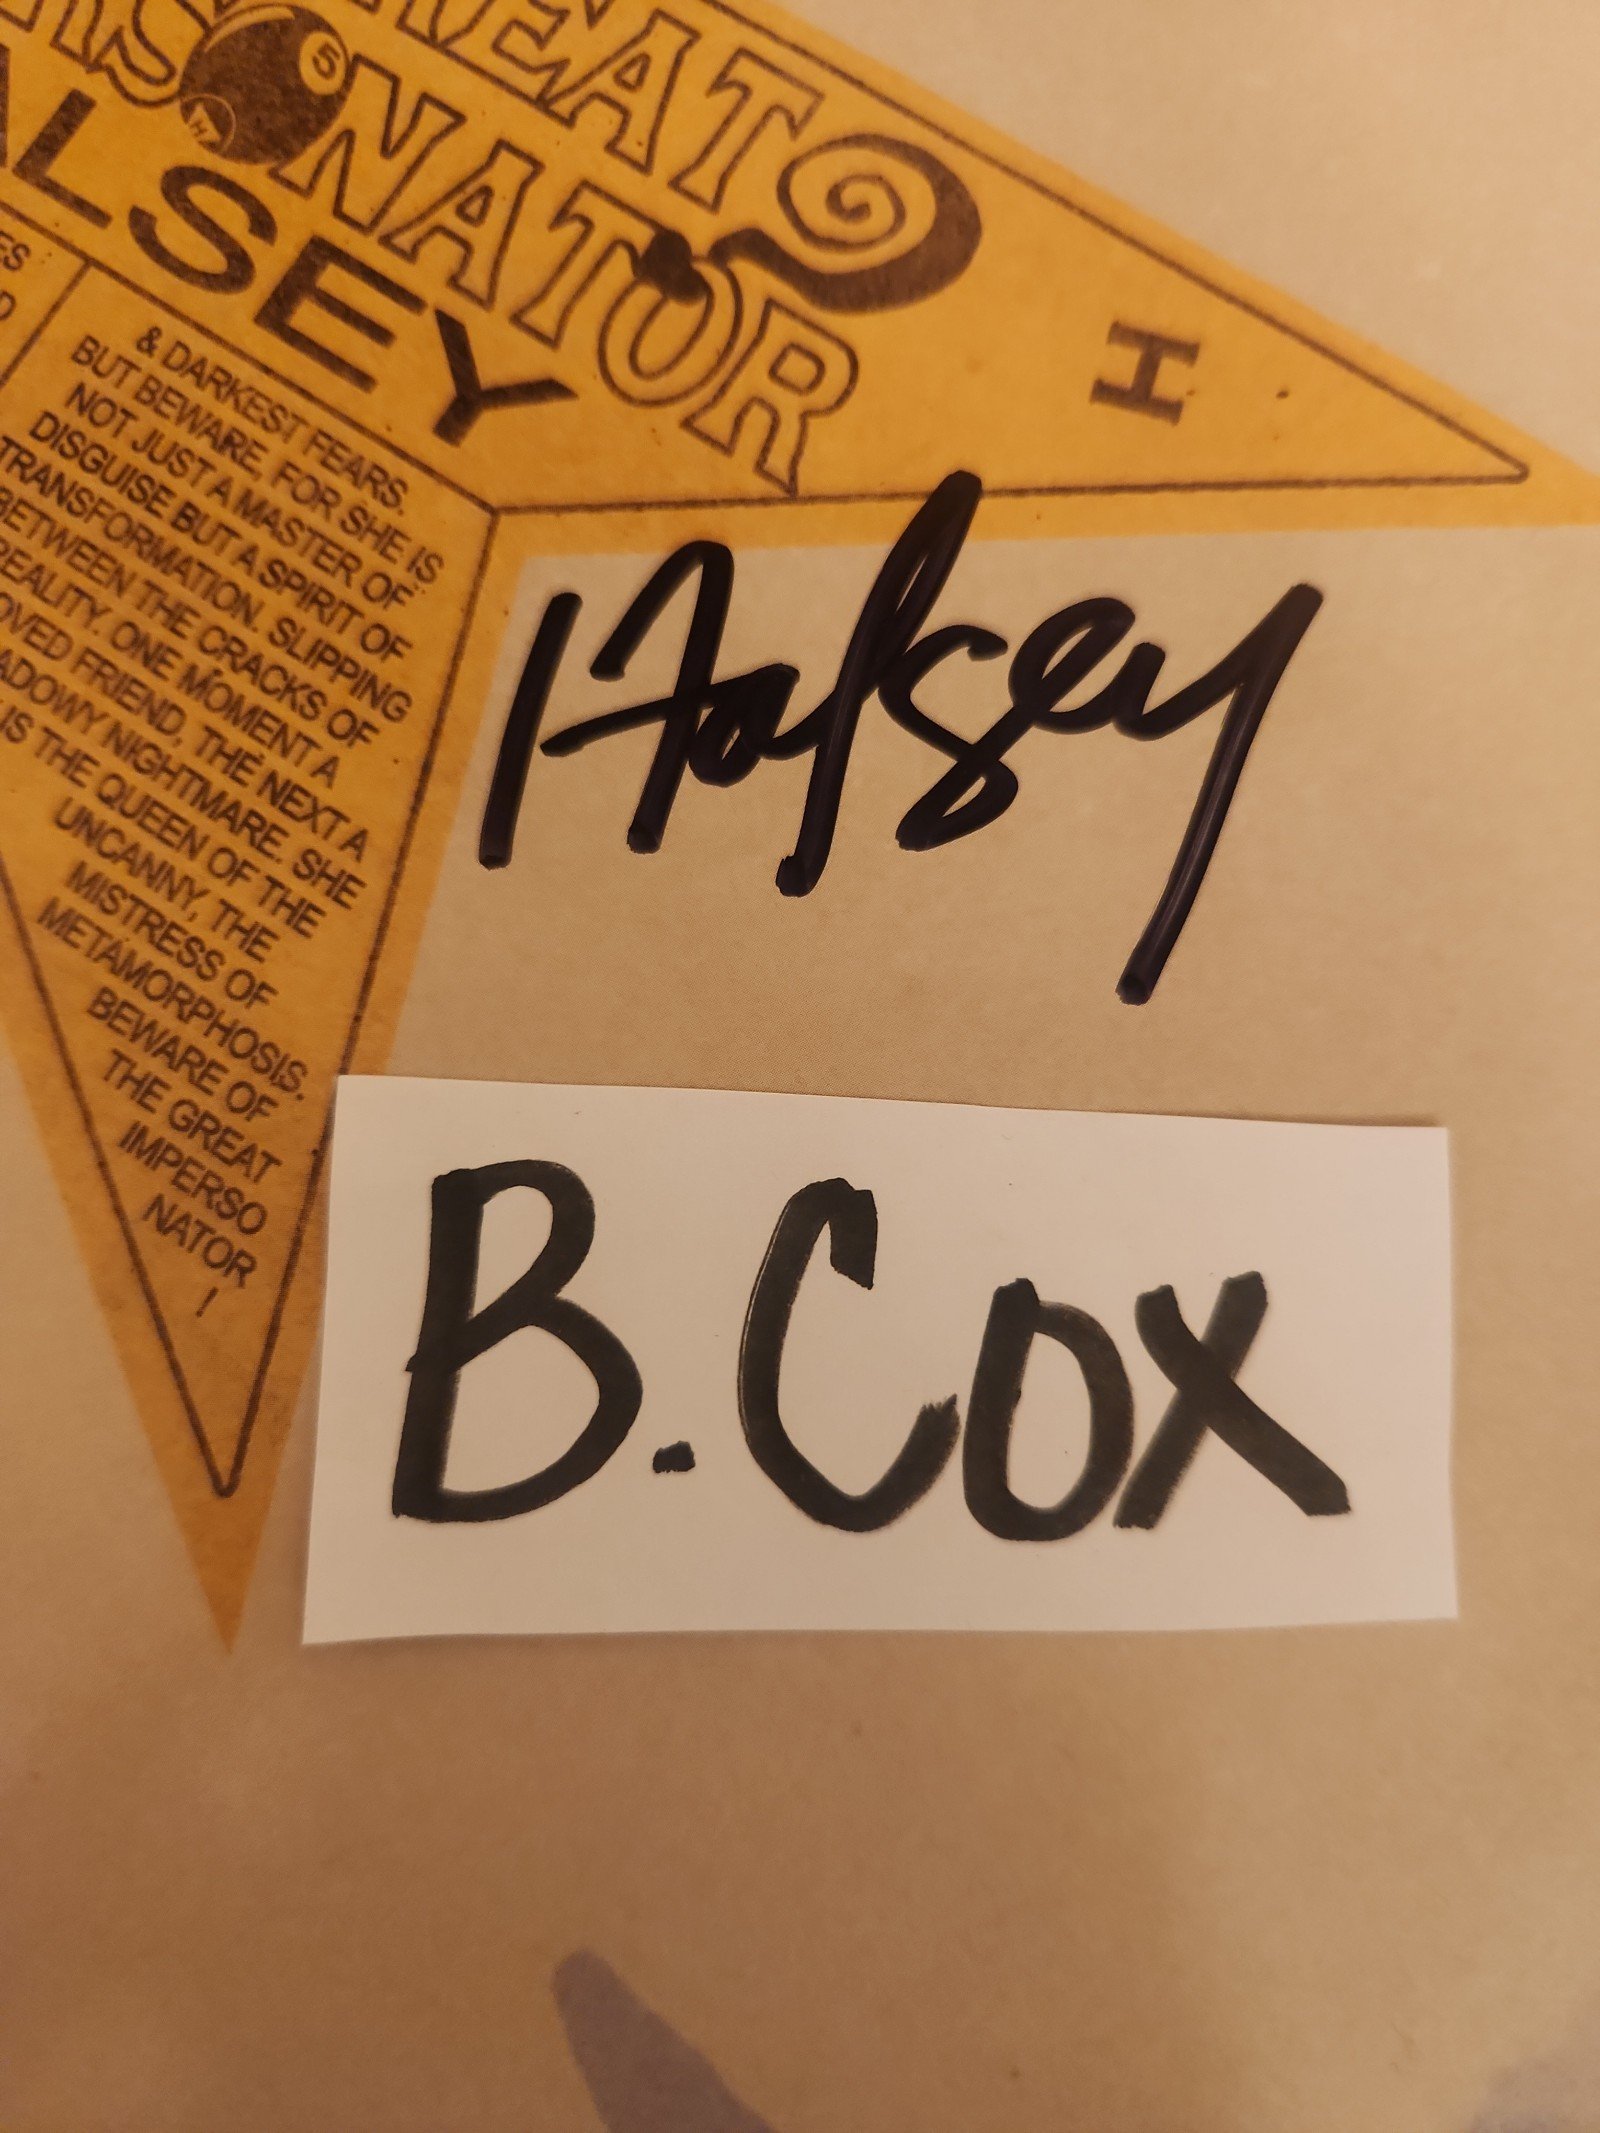 NATOR
ALSEY
H
5
H
& DARKEST FEARS.
BUT BEWARE, FOR SHE IS
NOT JUST A MASTER OF
DISGUISE BUT A SPIRIT OF
TRANSFORMATION. SLIPPING
BETWEEN THE CRACKS OF
REALITY. ONE MOMENT A
OVED FRIEND, THE NEXT A
ADOWY NIGHTMARE. SHE
IS THE QUEEN OF THE
UNCANNY, THE
MISTRESS OF
METAMORPHOSIS.
BEWARE OF
THE GREAT
IMPERSO
NATOR
!
Halsey
B. Cox